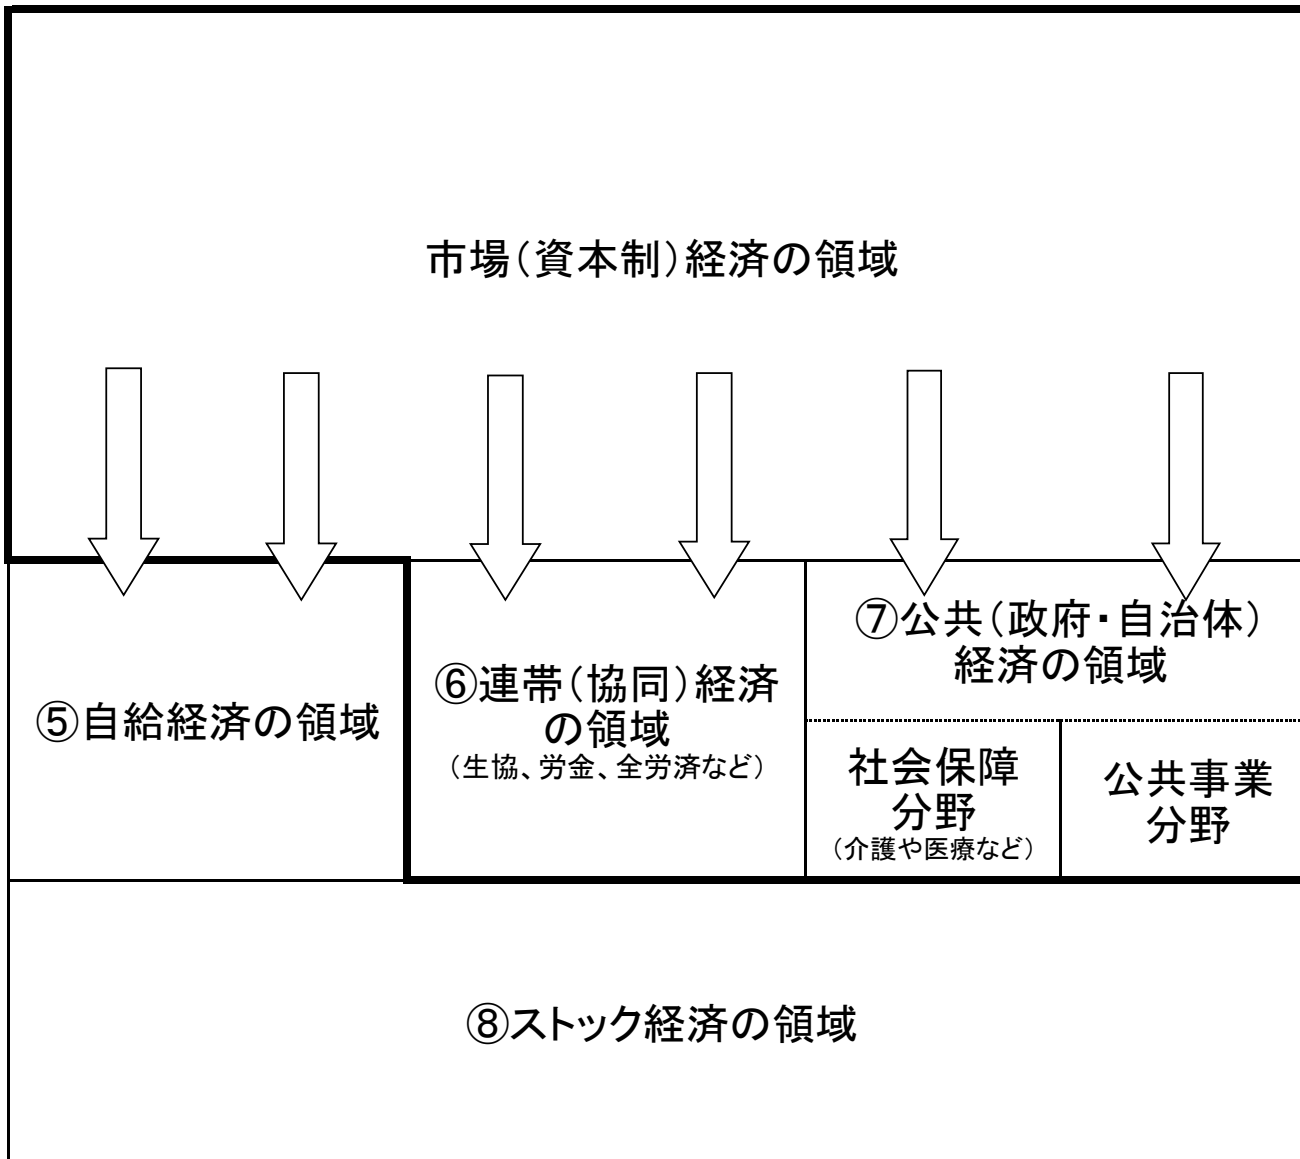 市場(資本制)経済の領域
⑤自給経済の領域
⑥連帯(協同)経済
の領域
(生協、労金、全労済など)
⑦公共(政府・自治体)
経済の領域
社会保障
分野
(介護や医療など)
公共事業
分野
⑧ストック経済の領域